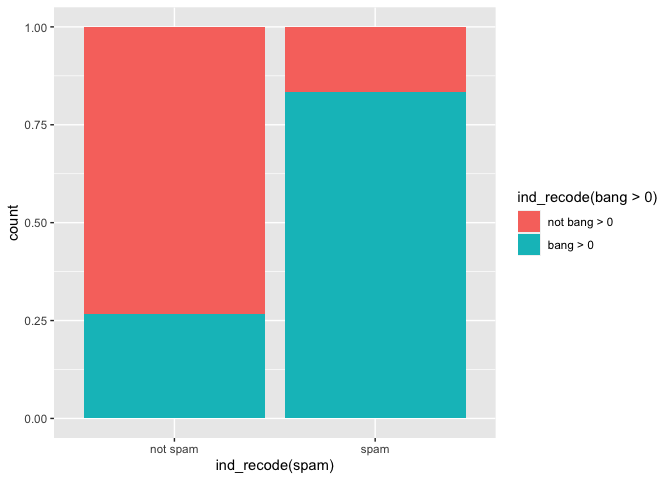 1.00
0.75
0.50
0.25
0.00
count
not spam
spam
ind_recode(spam)
ind_recode(bang > 0)
not bang > 0
bang > 0